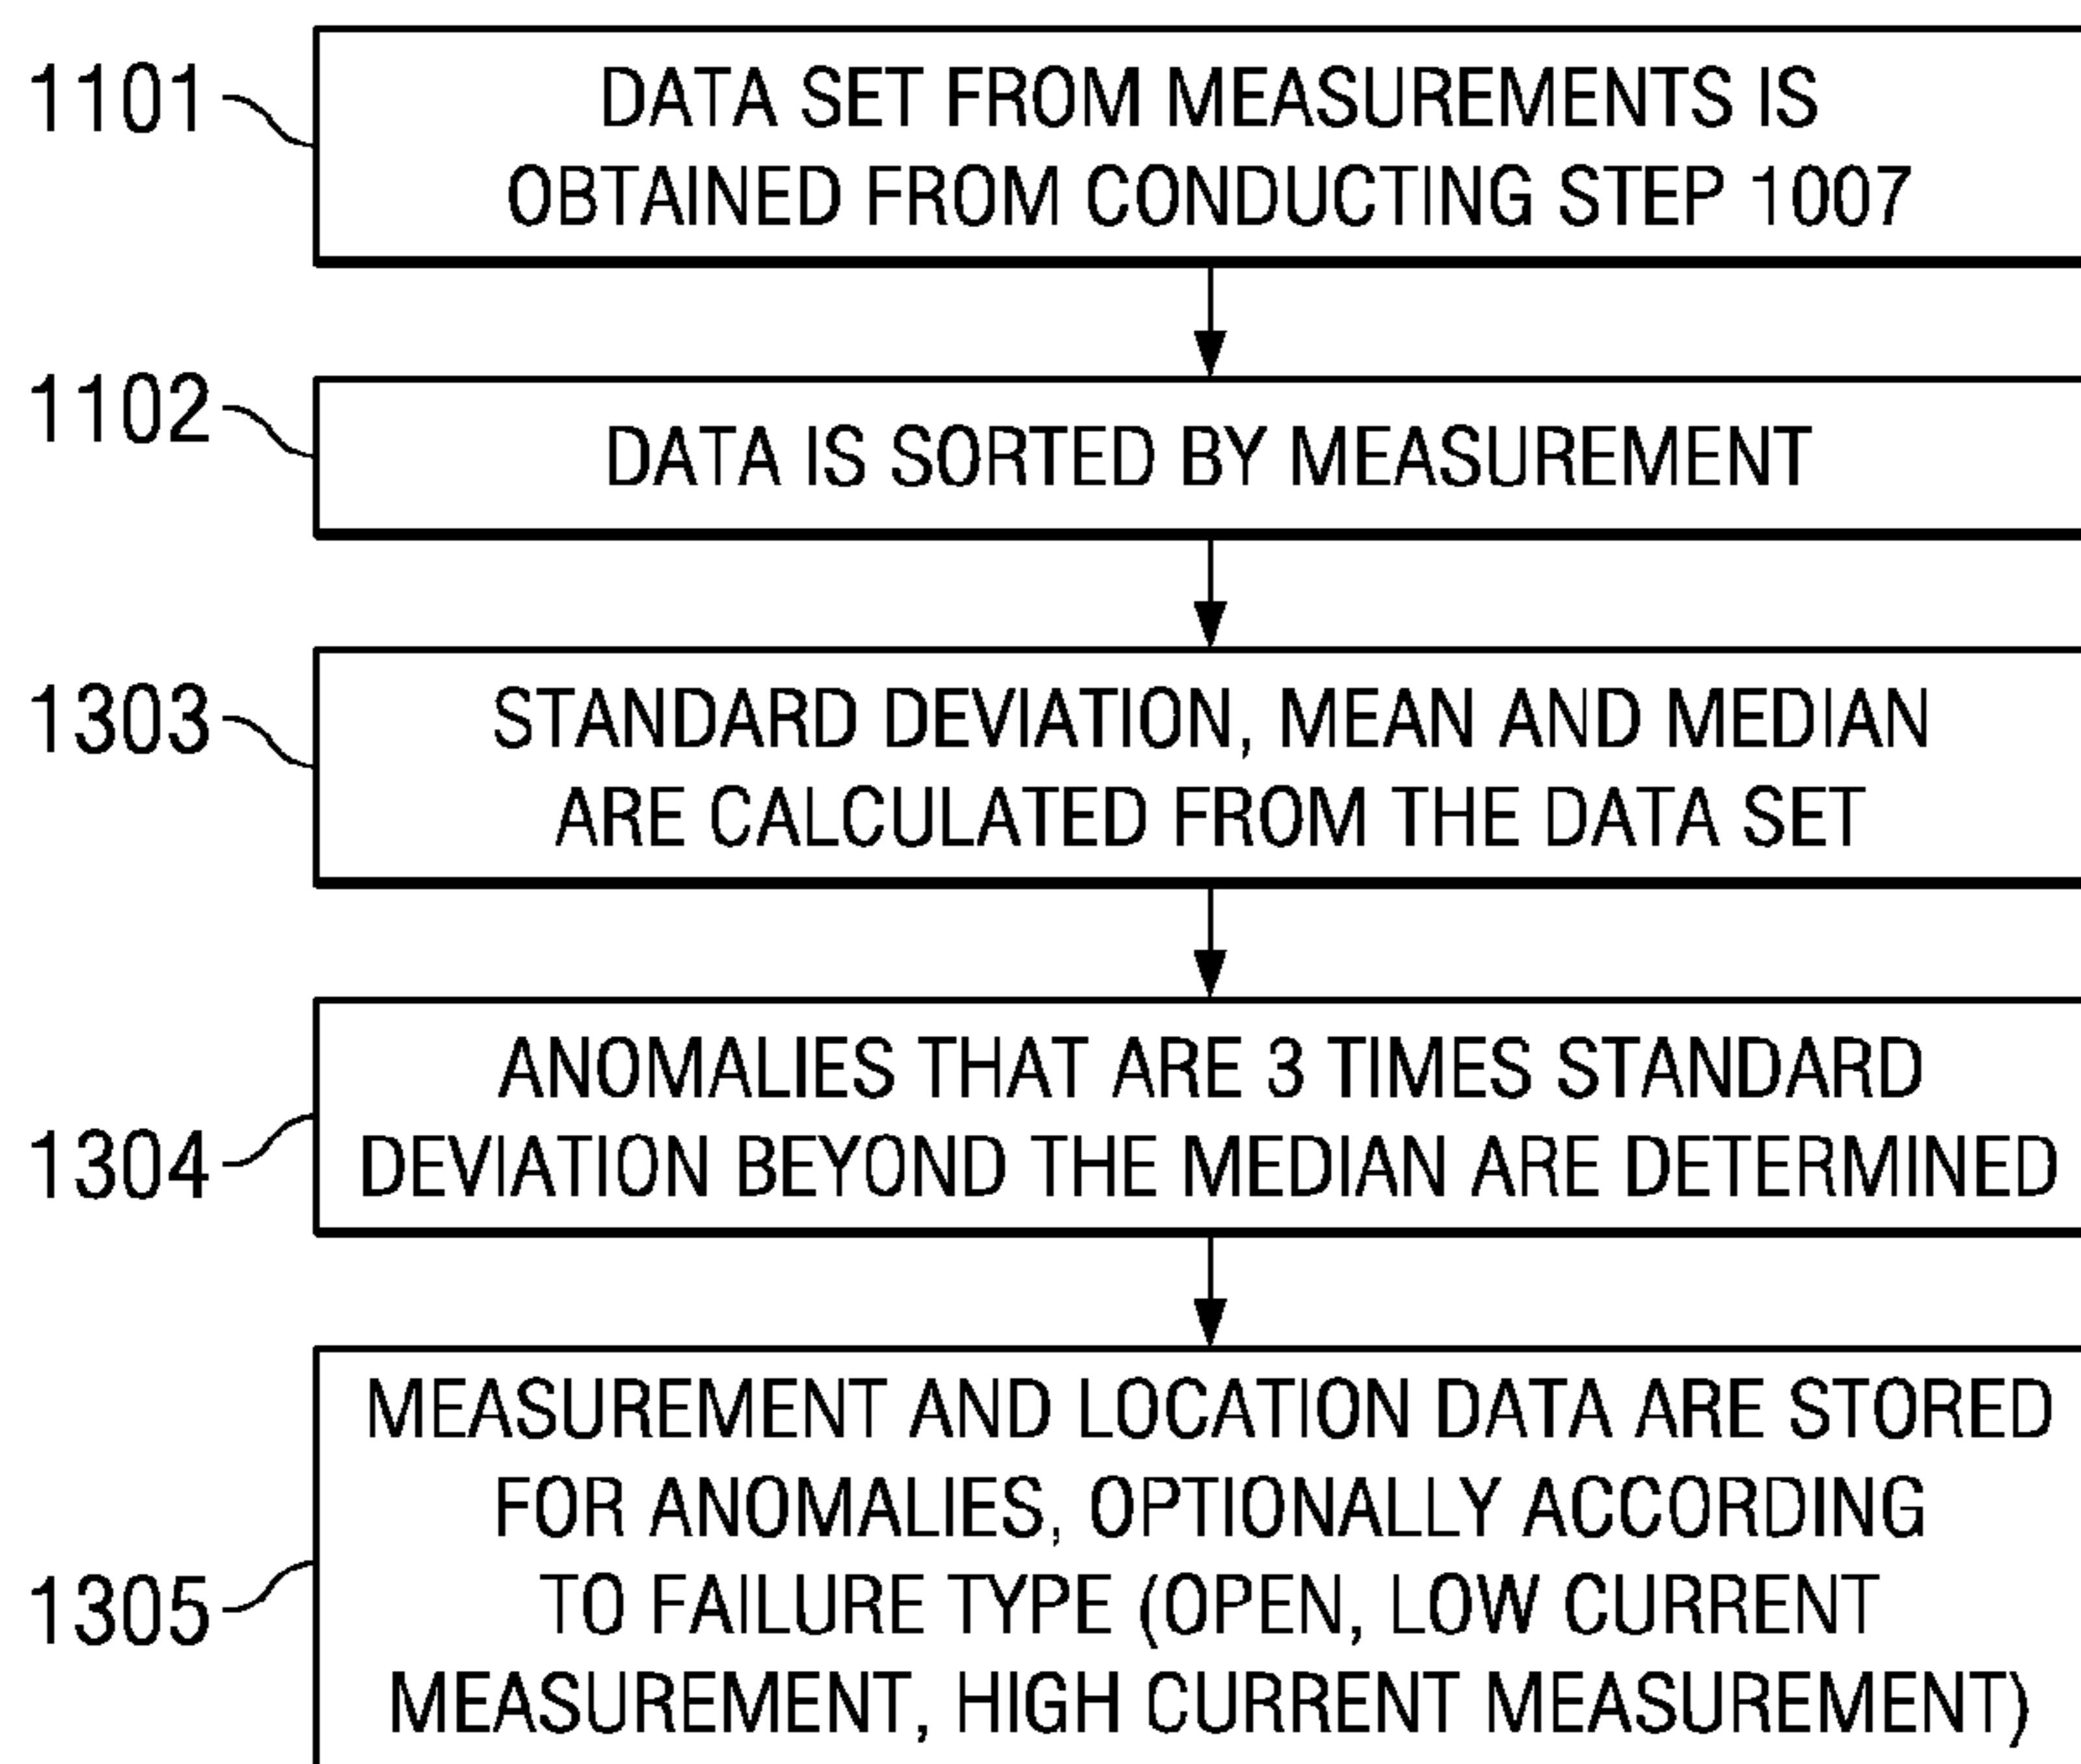 1101
DATA SET FROM MEASUREMENTS IS
OBTAINED FROM CONDUCTING STEP 1007
1102
DATA IS SORTED BY MEASUREMENT
1303
STANDARD DEVIATION, MEAN AND MEDIAN
ARE CALCULATED FROM THE DATA SET
1304
ANOMALIES THAT ARE 3 TIMES STANDARD
DEVIATION BEYOND THE MEDIAN ARE DETERMINED
1305
MEASUREMENT AND LOCATION DATA ARE STORED
FOR ANOMALIES, OPTIONALLY ACCORDING
TO FAILURE TYPE (OPEN, LOW CURRENT
MEASUREMENT, HIGH CURRENT MEASUREMENT)